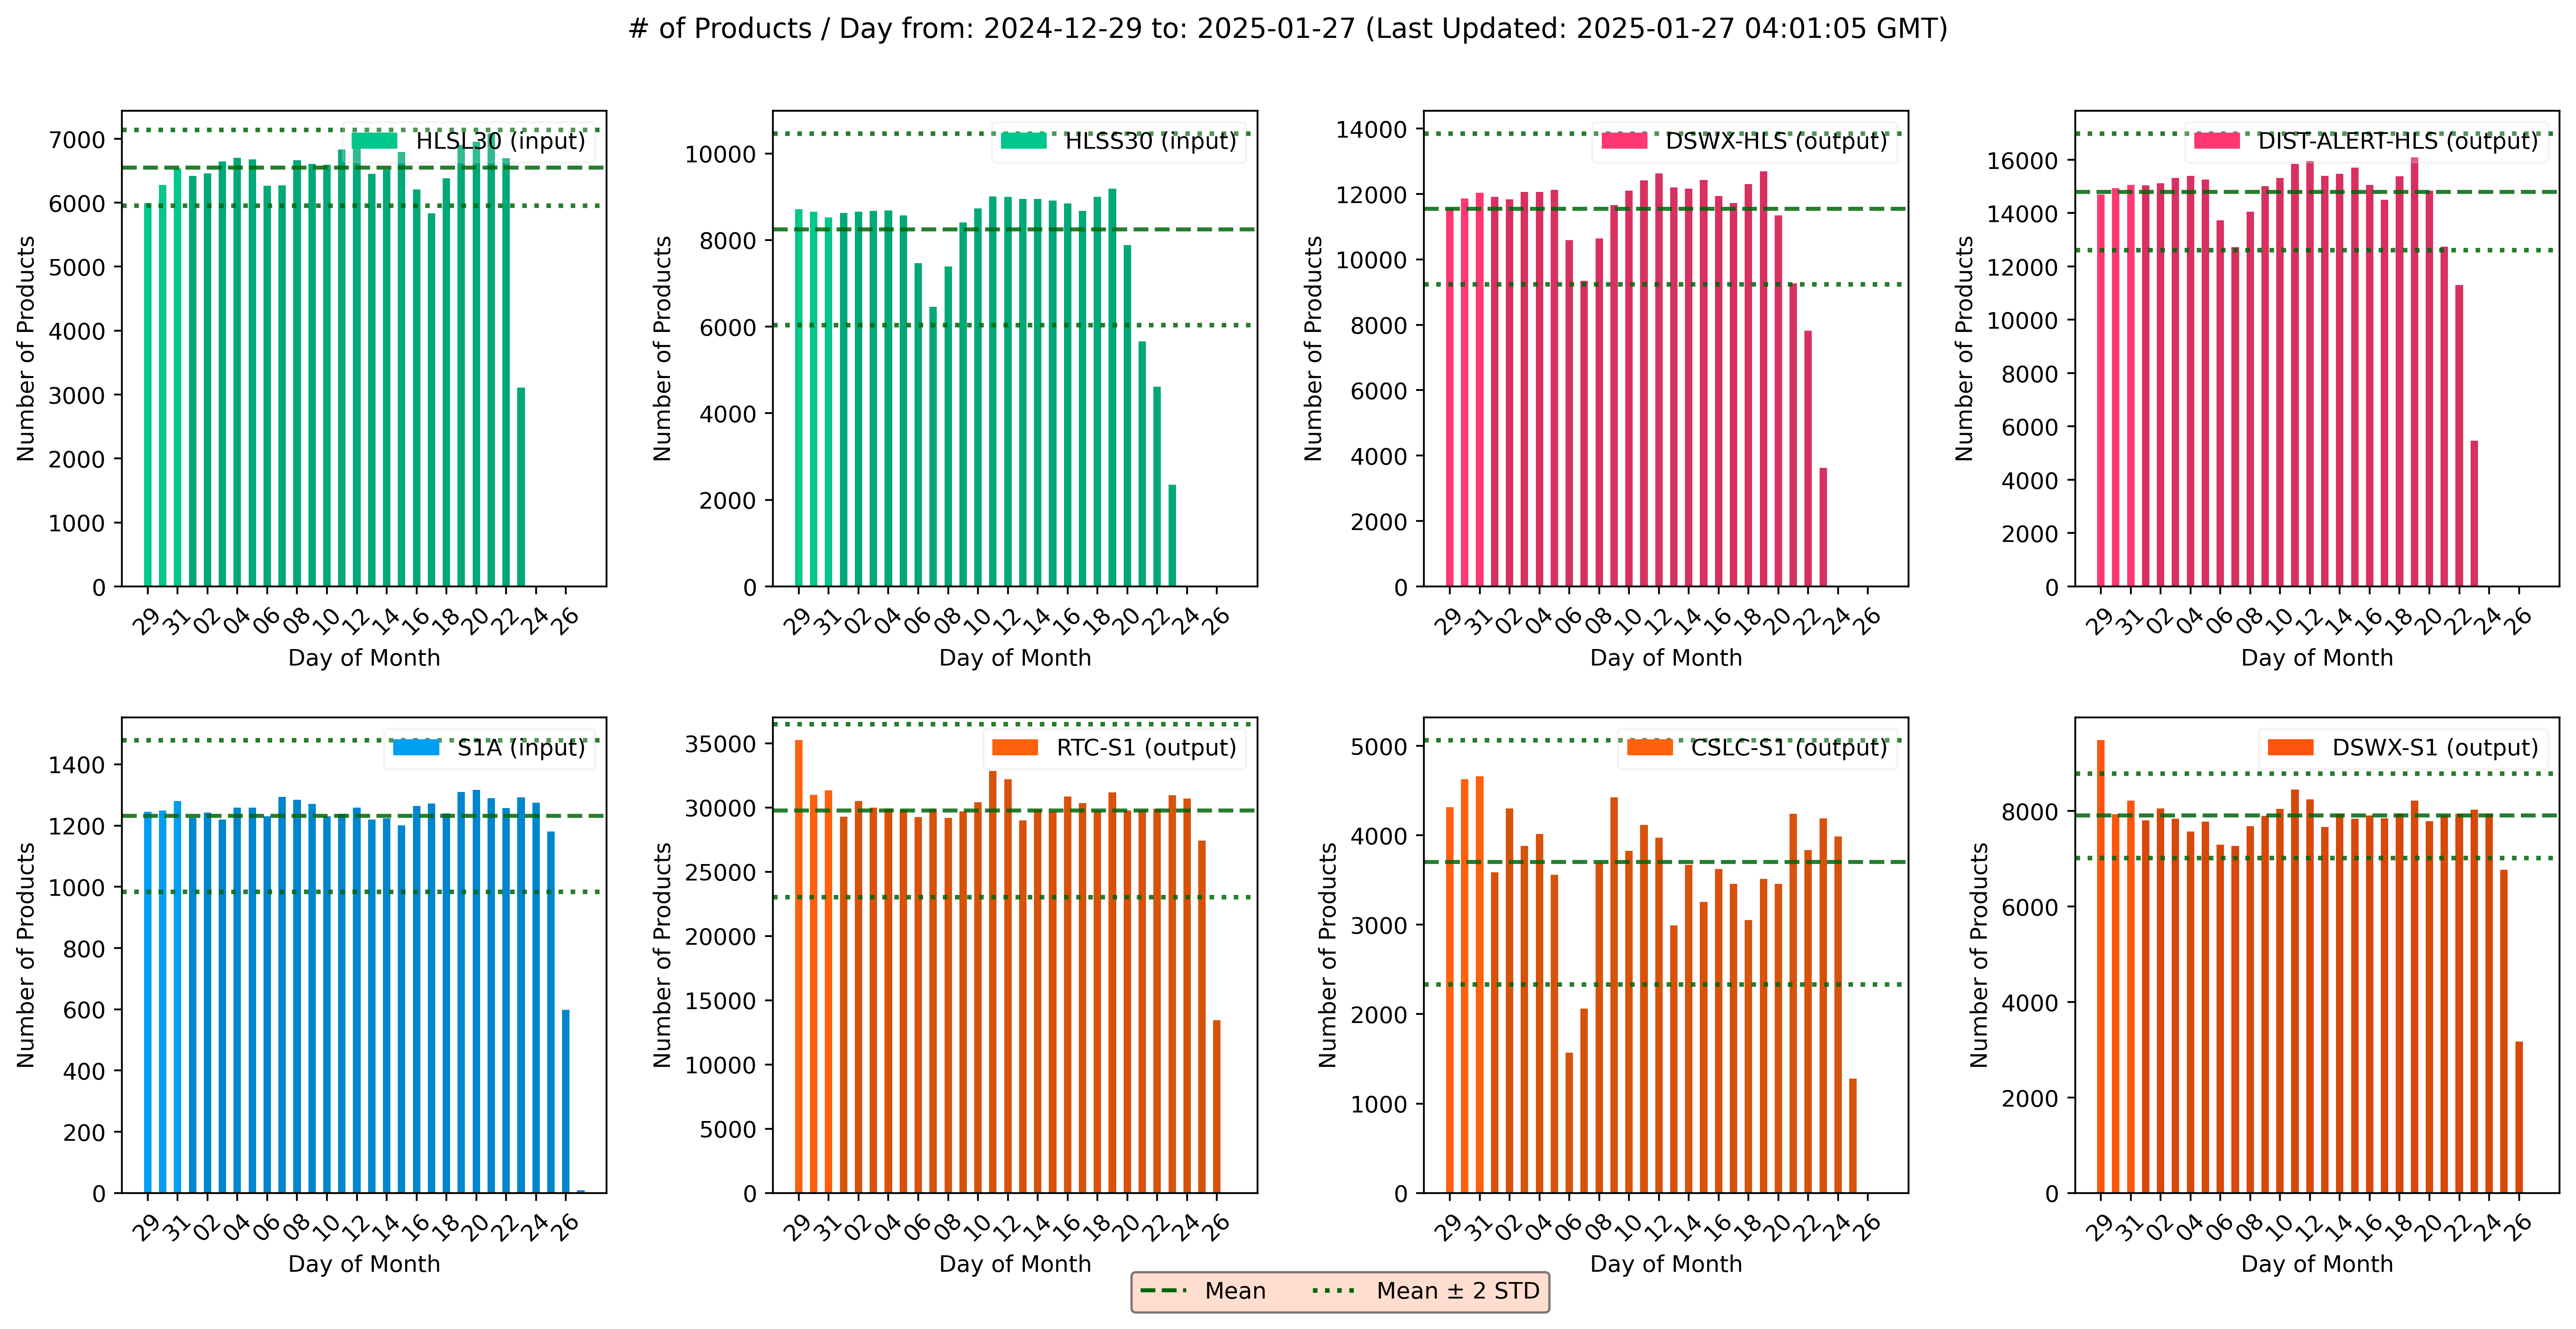 # of Products / Day from: 2024-12-29 to: 2025-01-27 (Last Updated: 2025-01-27 04:01:05 GMT)
HLSL30 (input)
Number of Products
7000
6000
5000
4000
3000
2000
1000
0
29 31 02 04 06 08 10 12 14 16 18 20 22 24 26
Day of Month
HLSS30 (input)
Number of Products
10000
8000
6000
4000
2000
0
29 31 02 04 06 08 10 12 14 16 18 20 22 24 26
Day of Month
DSWX-HLS (output)
Number of Products
14000
12000
10000
8000
6000
4000
2000
0
29 31 02 04 06 08 10 12 14 16 18 20 22 24 26
Day of Month
DIST-ALERT-HLS (output)
Number of Products
16000
14000
12000
10000
8000
6000
4000
2000
0
29 31 02 04 06 08 10 12 14 16 18 20 22 24 26
Day of Month
S1A (input)
Number of Products
1400
1200
1000
800
600
400
200
0
29 31 02 04 06 08 10 12 14 16 18 20 22 24 26
Day of Month
RTC-S1 (output)
Number of Products
35000
30000
25000
20000
15000
10000
5000
0
29 31 02 04 06 08 10 12 14 16 18 20 22 24 26
Day of Month
CSLC-S1 (output)
Number of Products
5000
4000
3000
2000
1000
0
29 31 02 04 06 08 10 12 14 16 18 20 22 24 26
Day of Month
DSWX-S1 (output)
Number of Products
8000
6000
4000
2000
0
29 31 02 04 06 08 10 12 14 16 18 20 22 24 26
Day of Month
Mean
Mean ± 2 STD